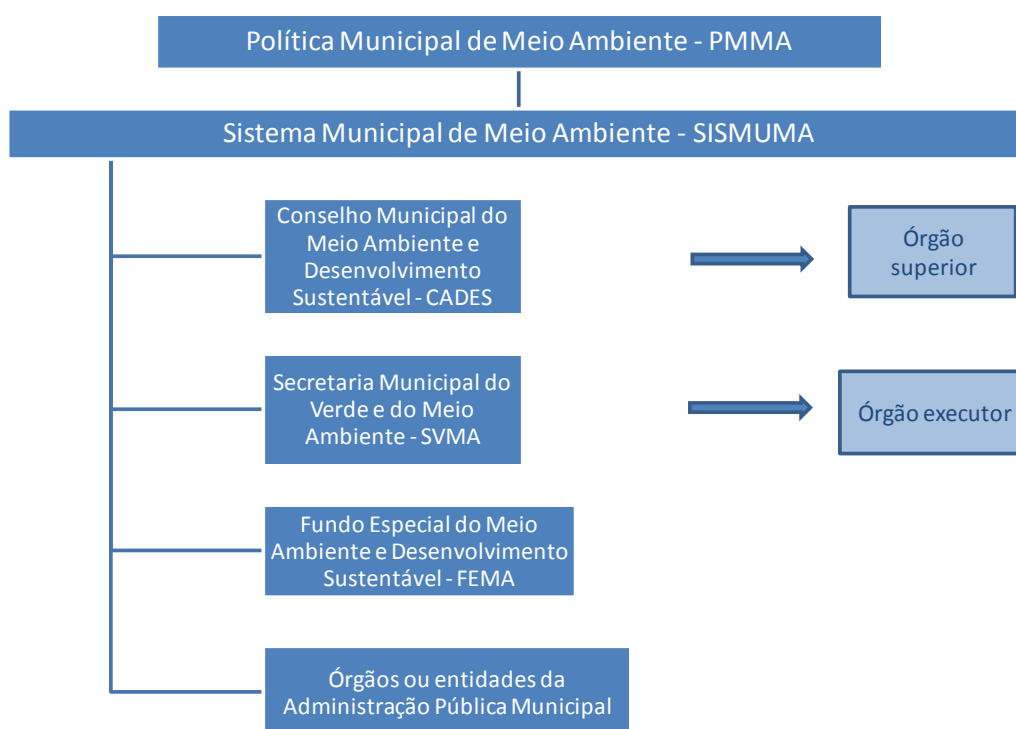 Política Municipal de Meio Ambiente - PMMA
Sistema Municipal de Meio Ambiente - SISMUMA
Conselho Municipal do
Meio Ambiente e
Desenvolvimento
Sustentável - CADES
Órgão
superior
Secretaria Municipal do
Verde e do Meio
Ambiente - SVMA
Órgão executor
Fundo Especial do Meio
Ambiente e Desenvolvimento
Sustentável - FEMA
Órgãos ou entidades da
Administração Pública Municipal